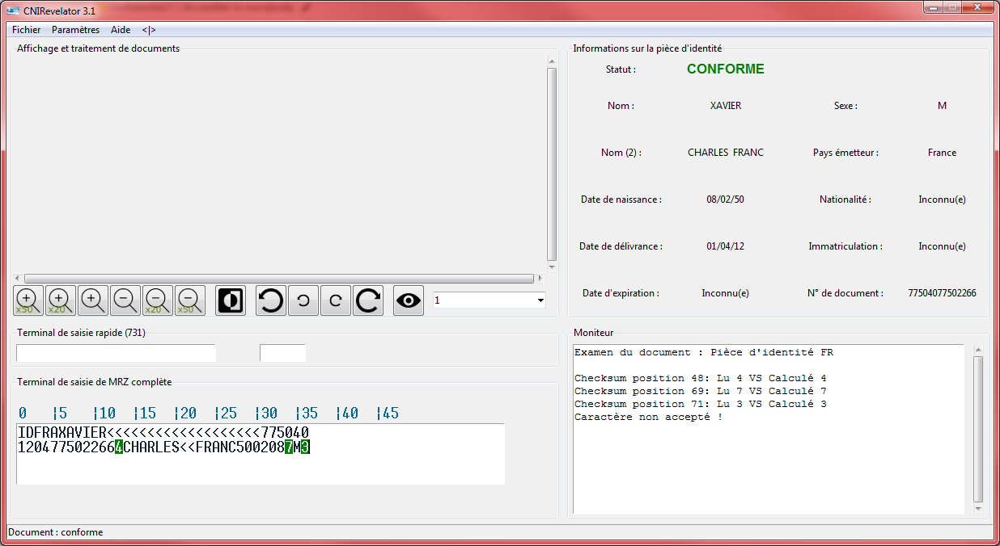 CNIRevelator 3.1
Fichier Paramètres Aide <|>
Affichage et traitement de documents
x50 x20 x20 x50
1
Terminal de saisie rapide (731)
Terminal de saisie de MRZ complète
0 |5 |10 |15 |20 |25 |30 |35 |40 |45
IDFRAXAVIER<<<<<<<<<<<<<<<<<<<775040
1204775022664CHARLES<<FRANC5002087M3
Informations sur la pièce d'identité
Statut : CONFORME
Nom : XAVIER Sexe : M
Nom (2) : CHARLES FRANC Pays émetteur : France
Date de naissance : 08/02/50 Nationalité : Inconnu(e)
Date de délivrance : 01/04/12 Immatriculation : Inconnu(e)
Date d'expiration : Inconnu(e) N° de document : 77504077502266
Moniteur
Examen du document : Pièce d'identité FR
Checksum position 48: Lu 4 VS Calculé 4
Checksum position 69: Lu 7 VS Calculé 7
Checksum position 71: Lu 3 VS Calculé 3
Caractère non accepté !
Document : conforme